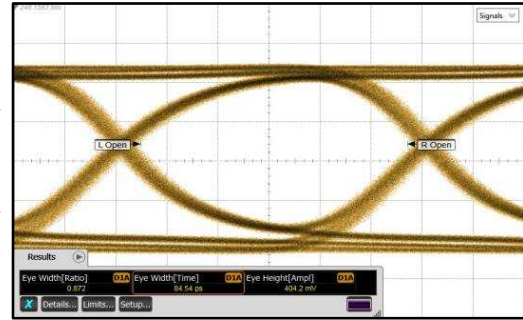 Signals
L Open
R Open
Results
Eye Width[Ratio] D1A Eye Width[Time] D1A Eye Height[Ampl] D1A
0.872 84.54 ps 404.2 mV
X Details... Limits... Setup...